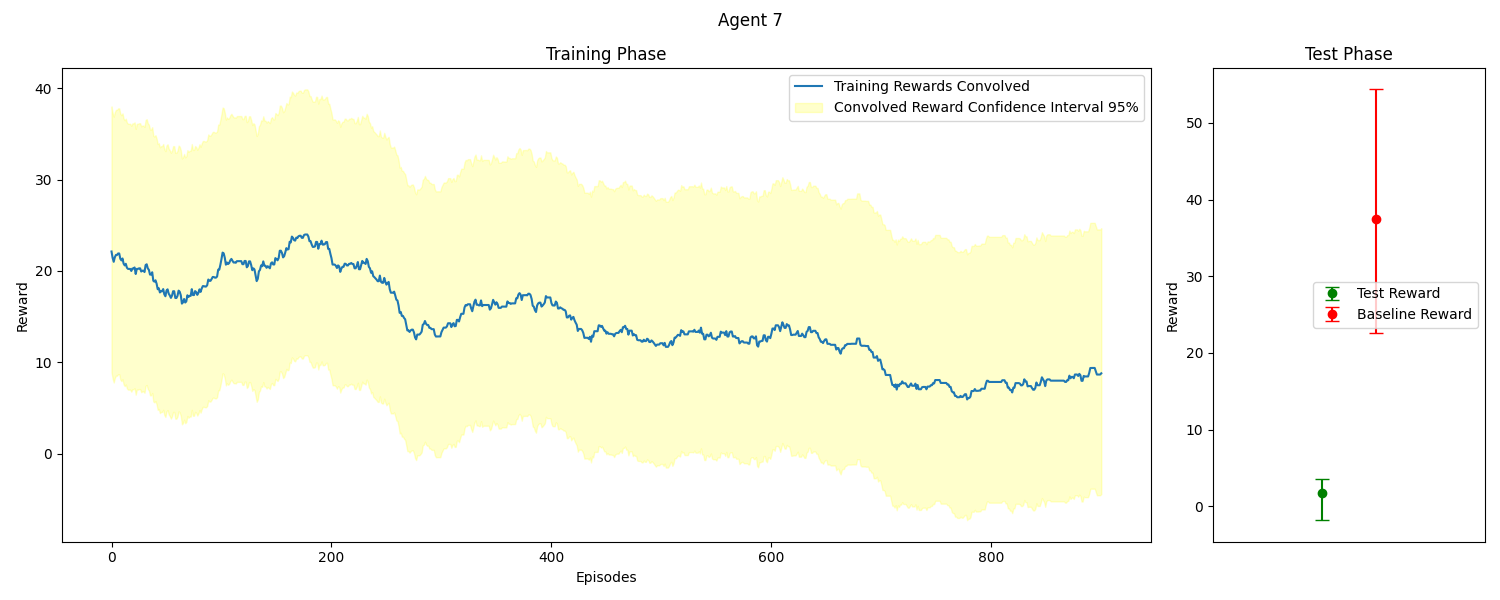 Agent 7
Training Phase
Training Rewards Convolved
Convolved Reward Confidence Interval 95%
Reward
40
30
20
10
0
0 200 400 600 800
Episodes
Test Phase
Reward
50
40
30
20
10
0
Test Reward
Baseline Reward